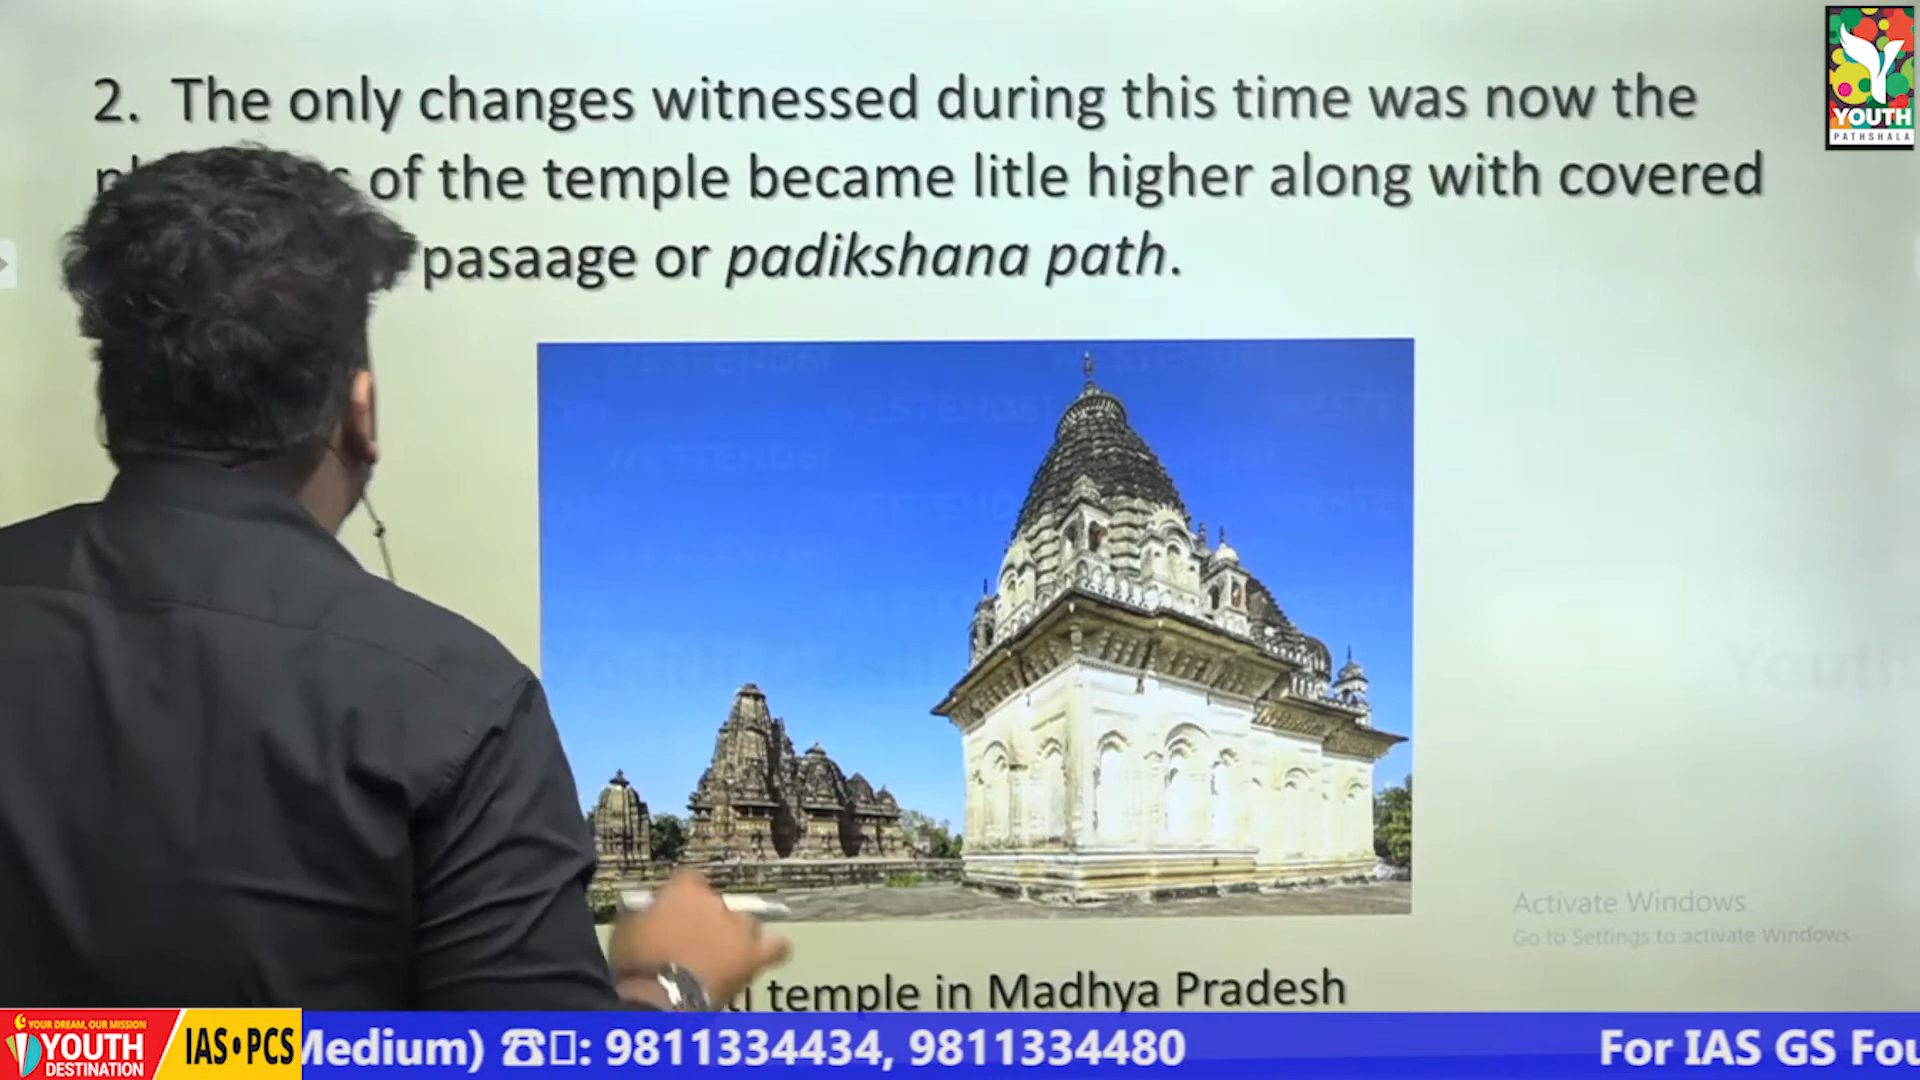 2. The only changes witnessed during this time was now the
of the temple became litle higher along with covered
pasaage or padikshana path.
temple in Madhya Pradesh
YOUTH
PATHSHALA
Youth
Activate Windows
Go to Settings to activate Windows
YOUR DREAM, OUR MISSION
YOUTH
DESTINATION
IAS•PCS
Medium) ☎: 9811334434, 9811334480
For IAS GS Fou